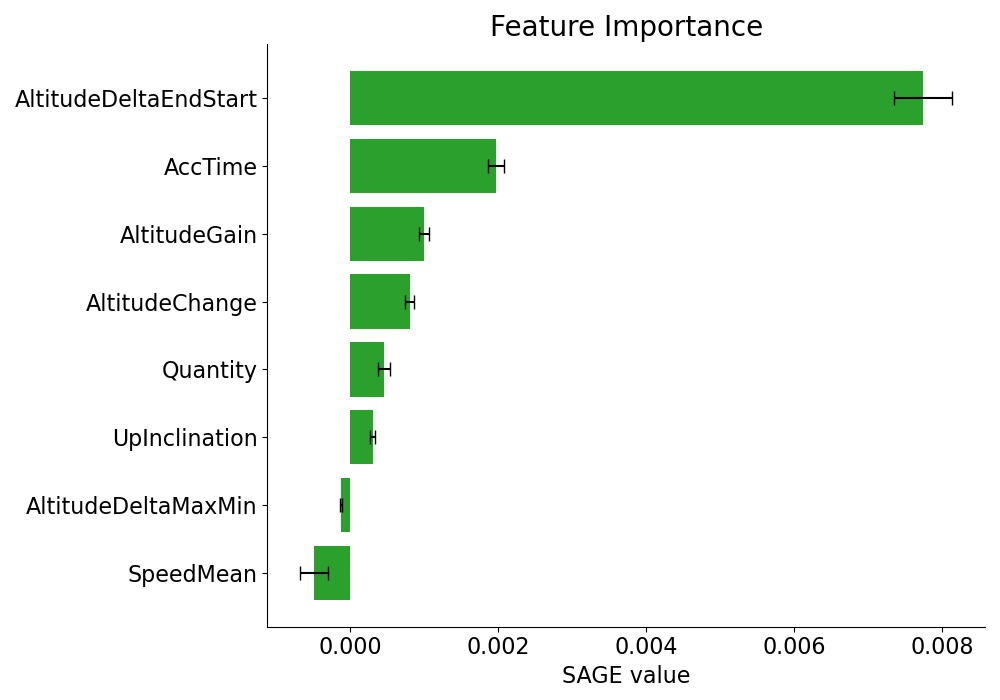 Feature Importance
AltitudeDeltaEndStart
AccTime
AltitudeGain
AltitudeChange
Quantity
UpInclination
AltitudeDeltaMaxMin
SpeedMean
0.000 0.002 0.004 0.006 0.008
SAGE value